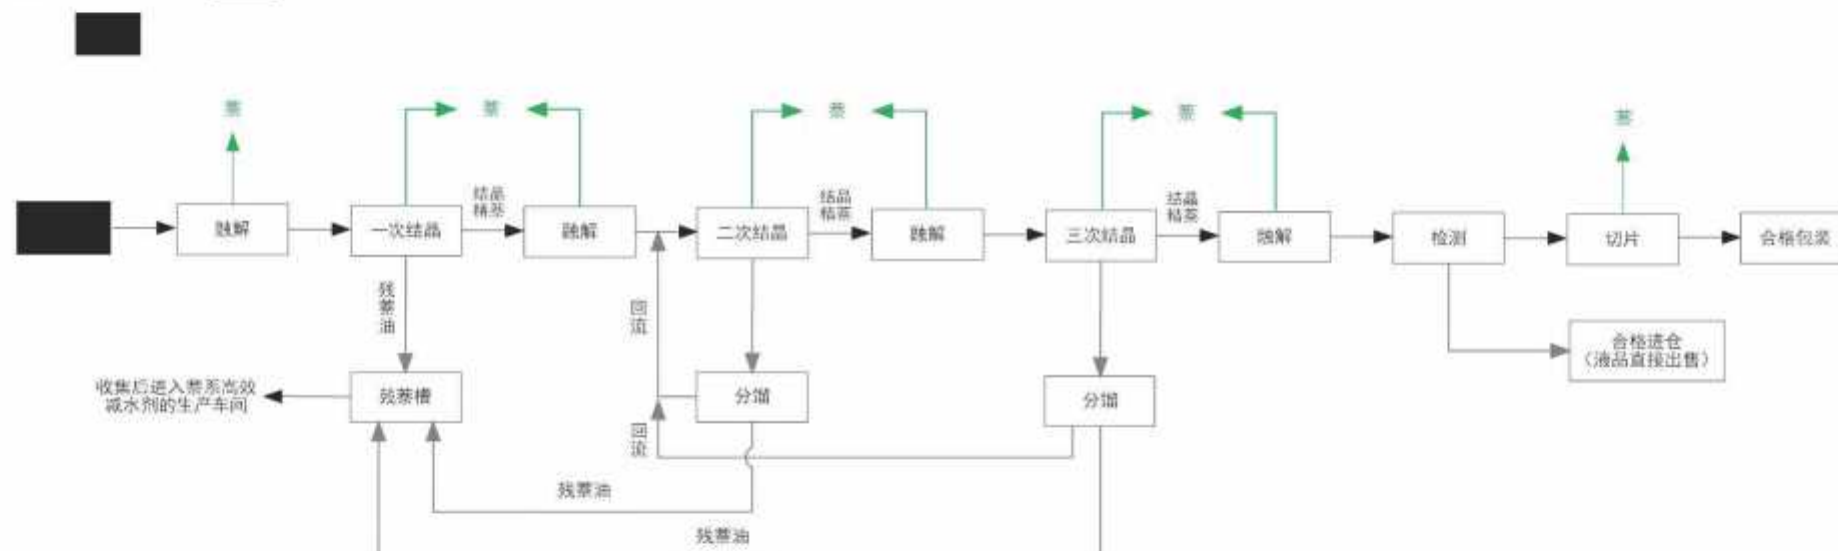 萘
萘
萘
萘
萘
融解
一次结晶
结晶
精萘
融解
二次结晶
结晶
精萘
融解
三次结晶
结晶
精萘
融解
检测
切片
合格包装
残萘油
回流
合格进仓
（液品直接出售）
收集后进入萘系高效
减水剂的生产车间
残萘槽
分馏
分馏
回流
残萘油
残萘油